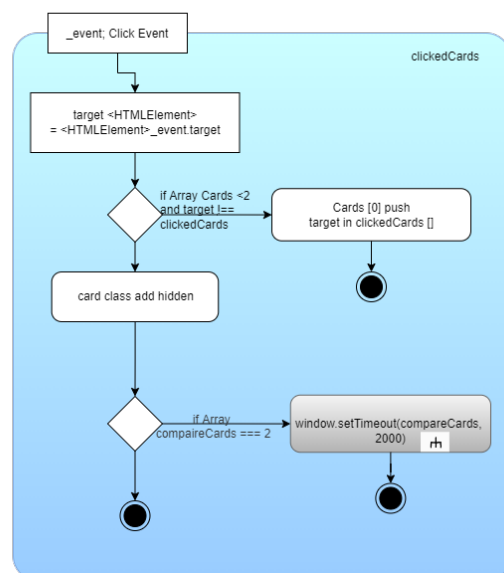 _event; Click Event
clickedCards
target <HTMLElement>
= <HTMLElement>_event.target
if Array Cards <2
and target !==
clickedCards
Cards [0] push
target in clickedCards []
card class add hidden
if Array
compaireCards === 2
window.setTimeout(compareCards,
2000)